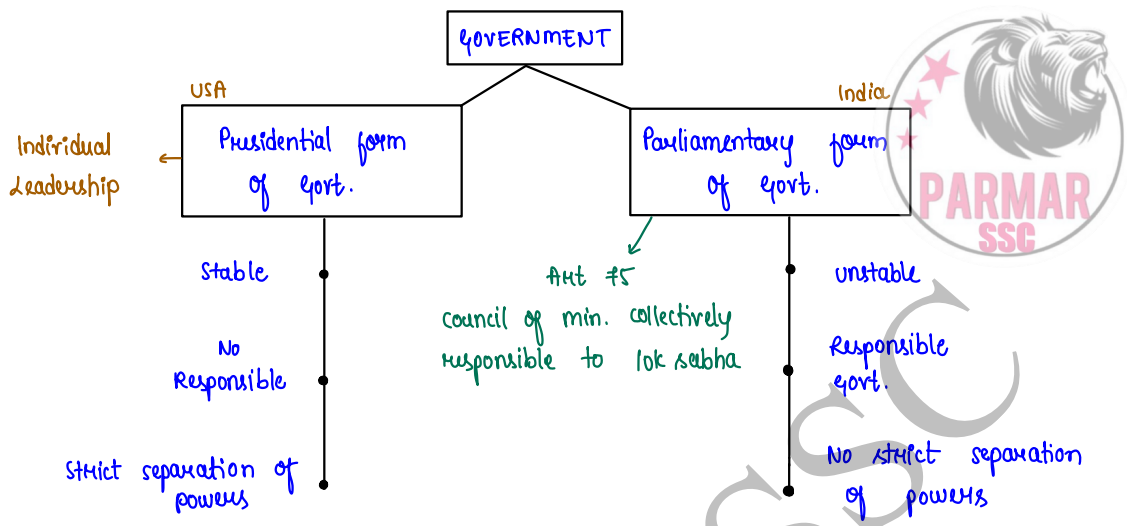 GOVERNMENT
USA
India
Individual
Leadership
Presidential form
of Govt.
Parliamentary form
of Govt.
PARMAR
SSC
Stable
Art 75
Council of min. collectively
responsible to lok sabha
unstable
No
Responsible
Responsible
Govt.
Strict separation of
powers
No strict separation
of powers
SSC